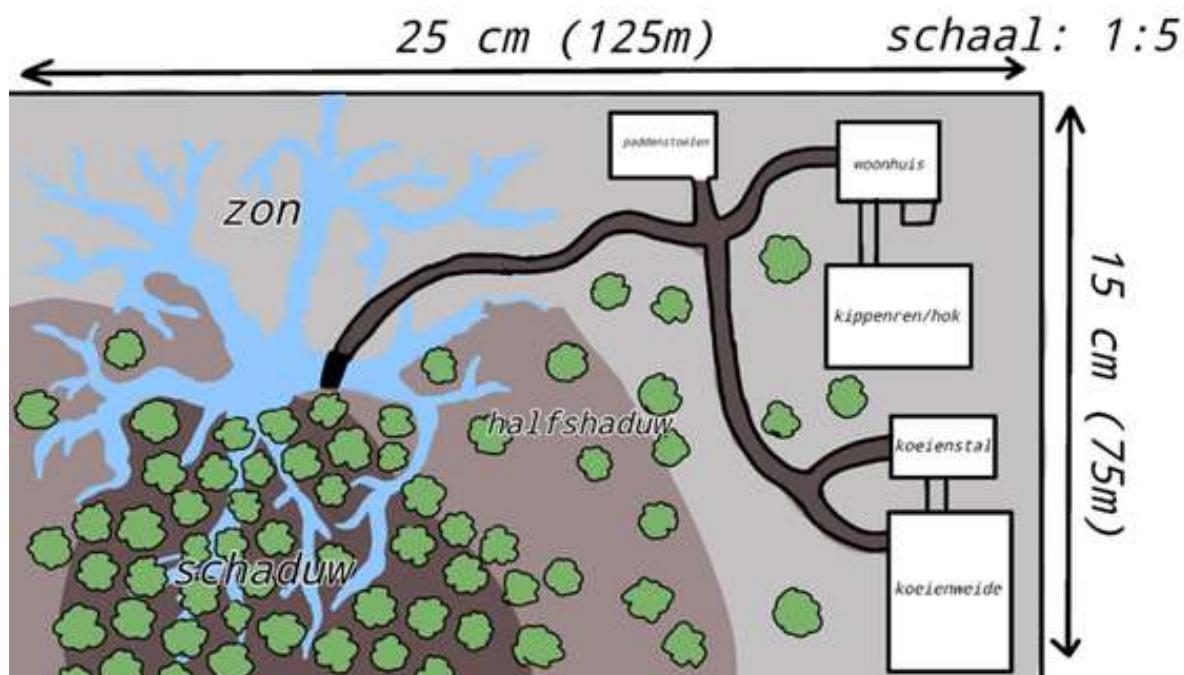 25 cm (125m)
schaal: 1:5
paddenstoelen
woonhuis
zon
15 cm (75m)
kippenren/hok
halfshaduw
koeienstal
schaduw
koeienweide